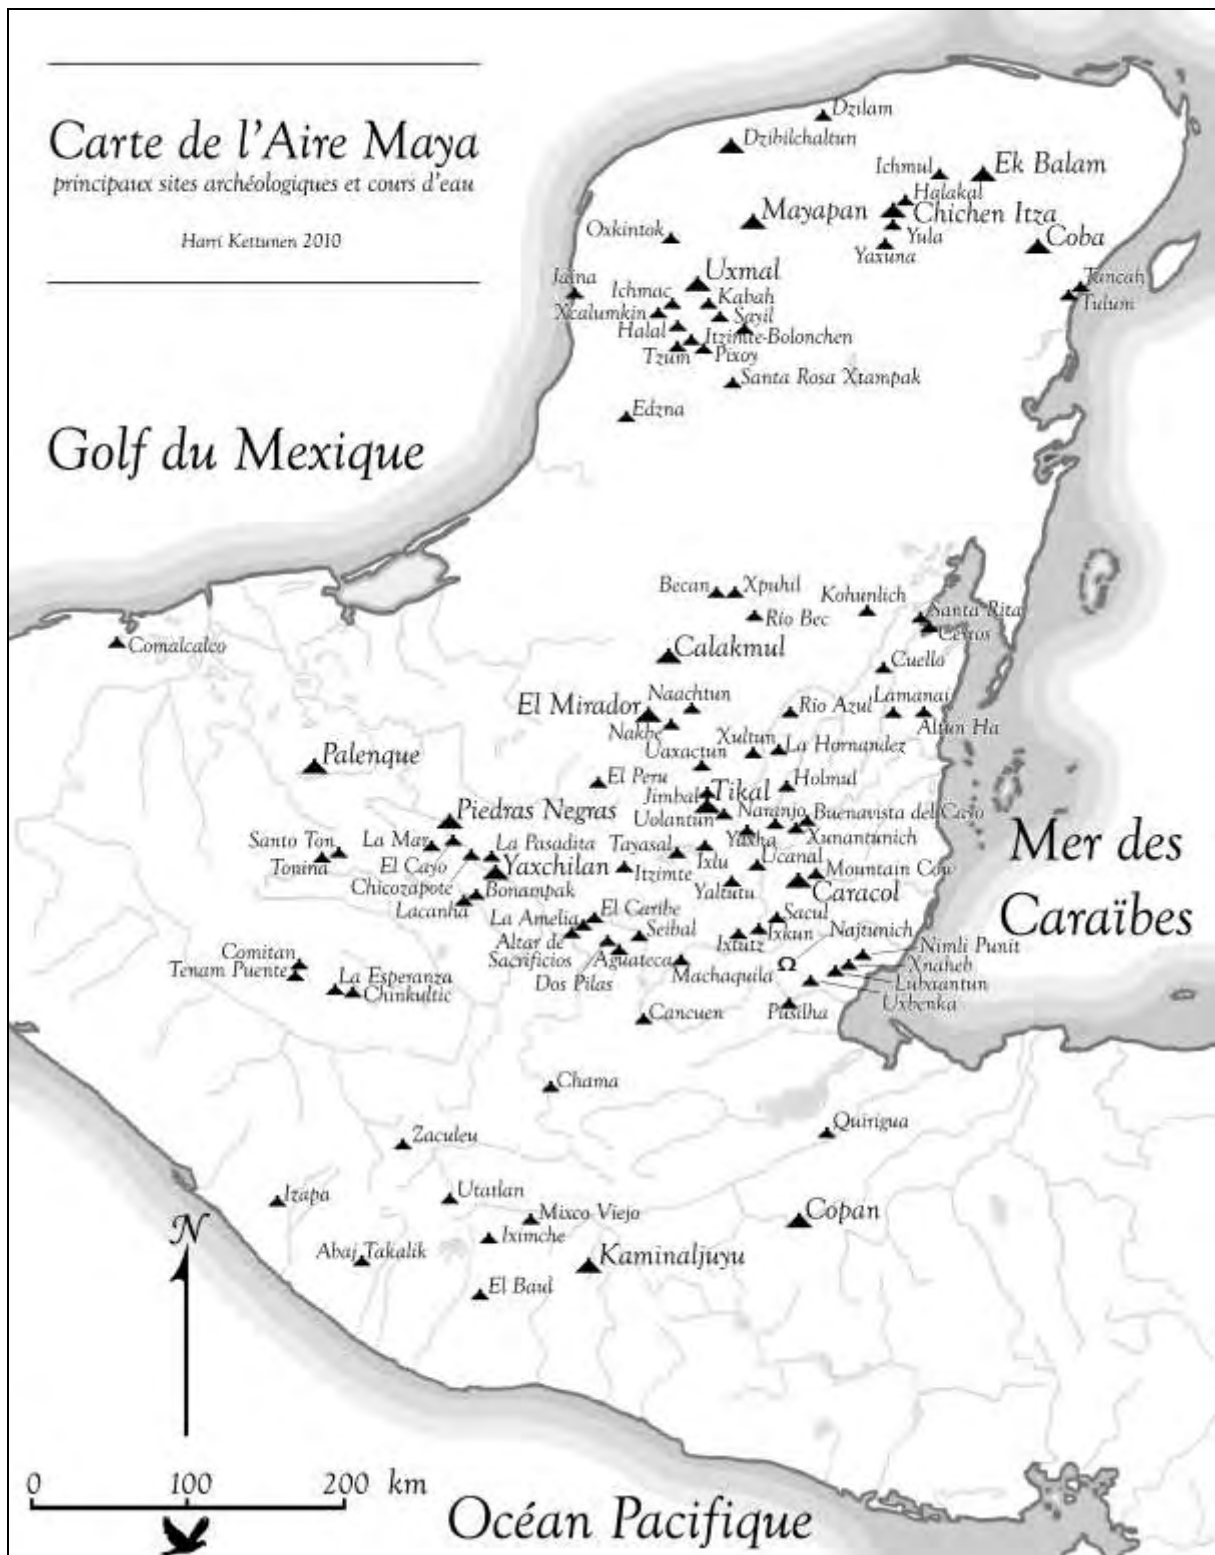 Carte de l'Aire Maya
principaux sites archéologiques et cours d'eau
Harri Kettunen 2010
Dzilam
Dzibilchaltun
Ichmul
Ek Balam
Halakal
Mayapan
Chichen Itza
Oxkintok
Yula
Coba
Yaxuna
Uxmal
Tancah
Jaina
Ichmac
Kabah
Tulum
Xcalumkin
Sayil
Halal
Itzimte-Bolonchen
Tzum
Pixoy
Santa Rosa Xtampak
Edzna
Golf du Mexique
Becan
Xpuhil
Kohunlich
Santa Rita
Río Bec
Cerros
Comalcalco
Calakmul
Cuello
Naachtun
El Mirador
Río Azul
Lamanai
Nakbe
Altun Ha
Xultun
La Hornandez
Palenque
Uaxactun
El Peru
Holmul
Jimbal
Tikal
Piedras Negras
Uolantun
Naranjo
Buenavista del Cayo
Santo Ton
La Mar
La Pasadita
Tayasal
Yaxha
Xunantunich
Mer des
Caraïbes
Tonina
El Cayo
Yaxchilan
Ixlu
Ucanal
Chicozapote
Itzimte
Mountain Cow
Bonampak
Yaltutu
Caracol
Lacanha
El Caribe
La Amelia
Sacul
Seibal
Ixkun
Najtunich
Altar de
Sacrificios
Ixtutz
Nimli Punit
Comitan
Aguateca
Xnaheb
Tenam Puente
La Esperanza
Dos Pilas
Machaquila
Ω
Lubaantun
Chinkultic
Uxbenka
Cancuen
Pusilha
Chama
Quirigua
Zaculeu
Izapa
Utatlan
Mixco Viejo
Copan
N
Iximche
Abaj Takalik
Kaminaljuyu
El Baul
0 100 200 km
Océan Pacifique